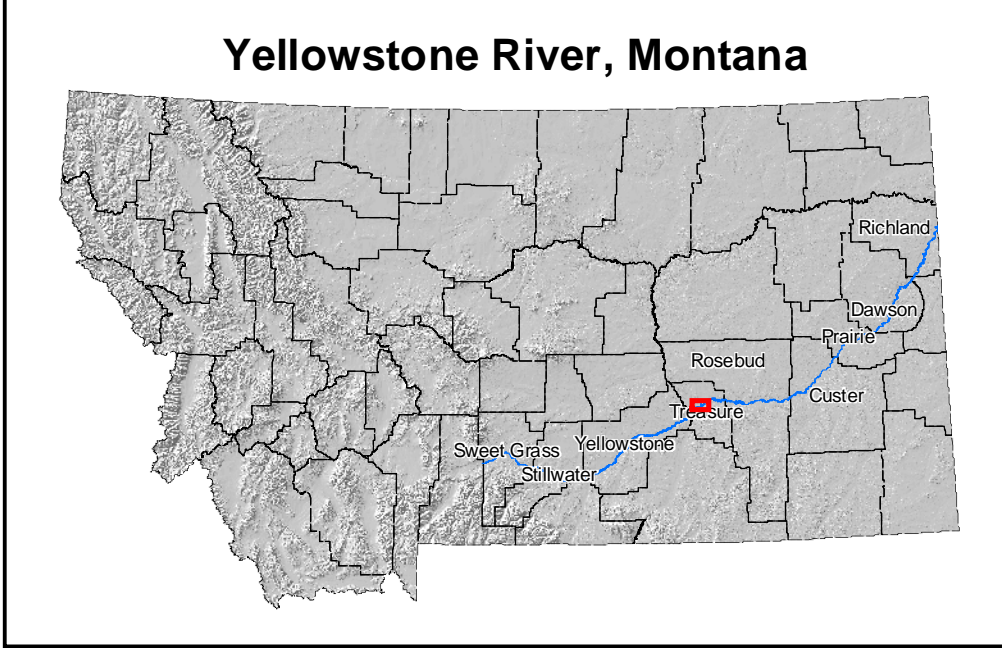 Yellowstone River, Montana
Richland
Dawson
Prairie
Rosebud
Custer
Treasure
Yellowstone
Sweet Grass
Stillwater